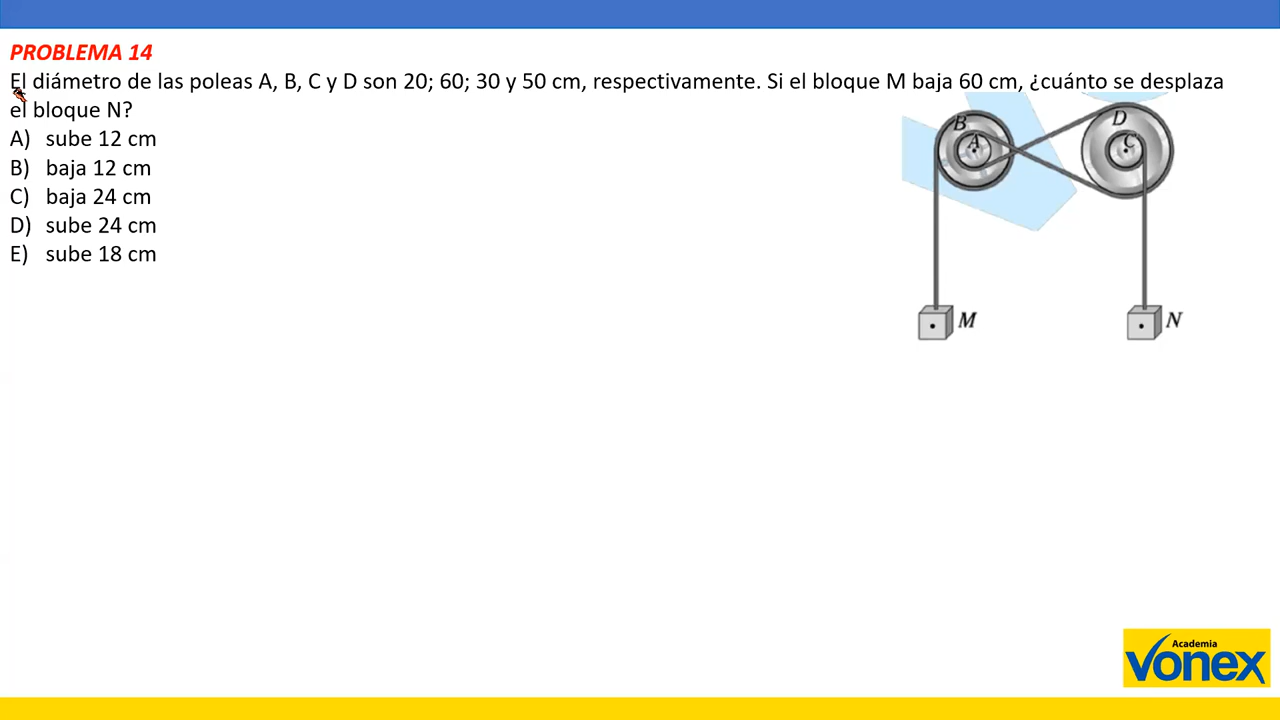 PROBLEMA 14
El diámetro de las poleas A, B, C y D son 20; 60; 30 y 50 cm, respectivamente. Si el bloque M baja 60 cm, ¿cuánto se desplaza
el bloque N?
A) sube 12 cm
B) baja 12 cm
C) baja 24 cm
D) sube 24 cm
E) sube 18 cm
B
A
D
C
M
N
Academia
Vonex